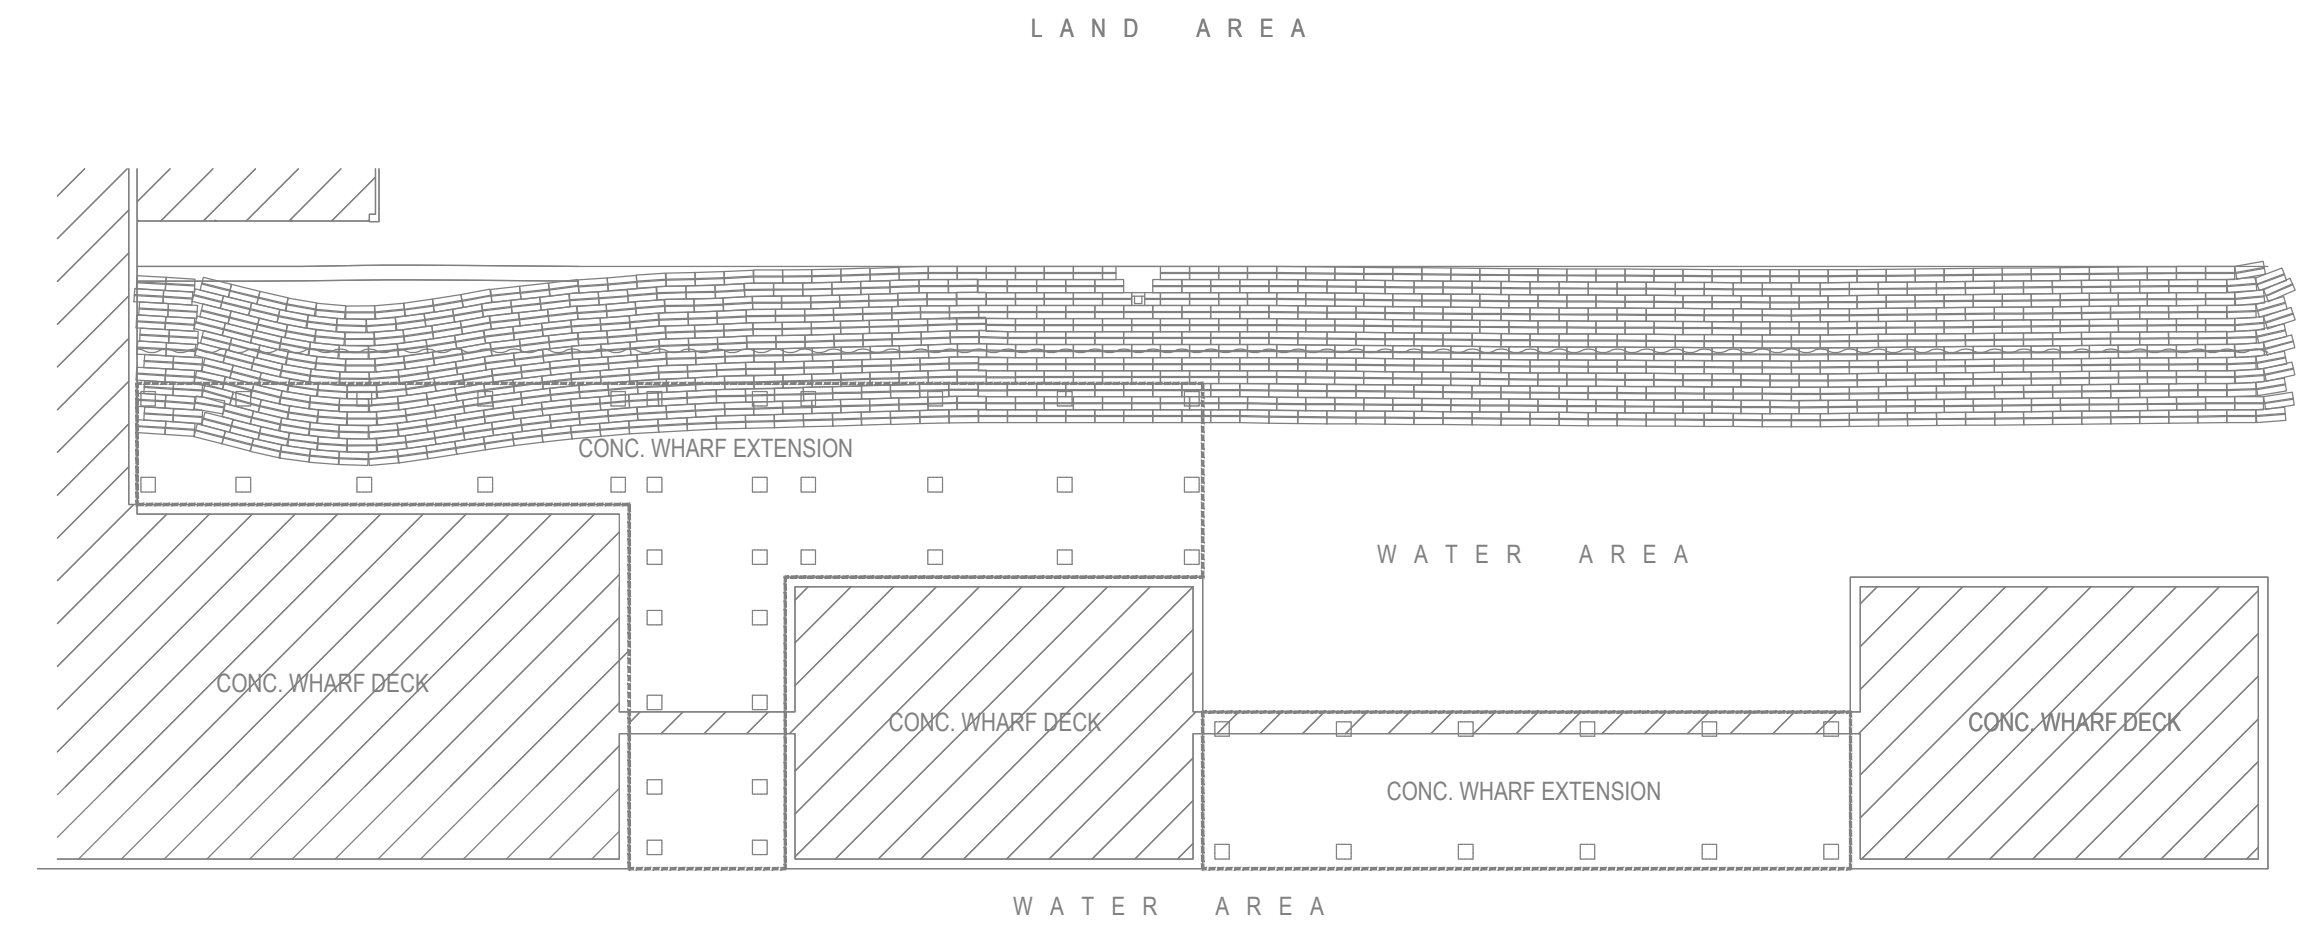 LAND AREA
CONC. WHARF EXTENSION
WATER AREA
CONC. WHARF DECK
CONC. WHARF DECK
CONC. WHARF DECK
CONC. WHARF EXTENSION
WATER AREA